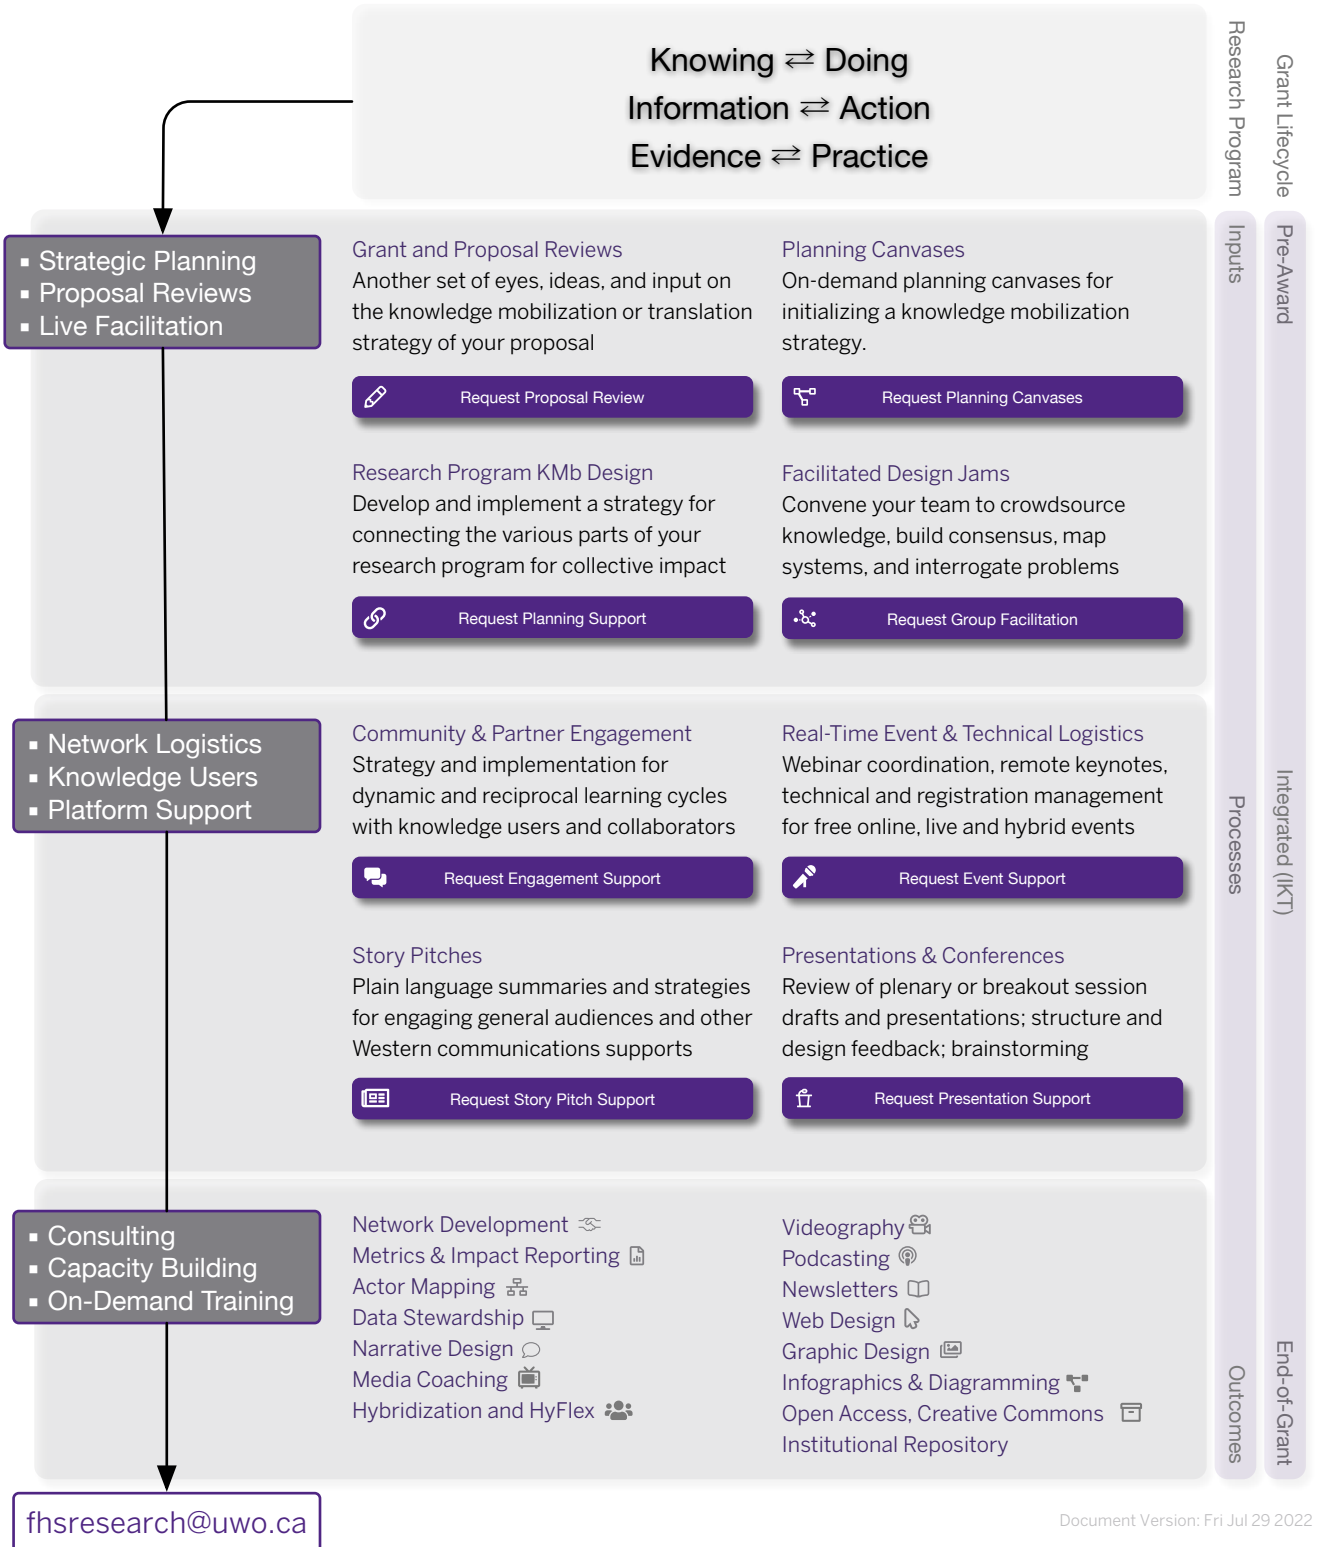 Knowing ⇄ Doing
Information ⇄ Action
Evidence ⇄ Practice
Research Program
Grant Lifecycle
▪ Strategic Planning
▪ Proposal Reviews
▪ Live Facilitation
Grant and Proposal Reviews
Another set of eyes, ideas, and input on
the knowledge mobilization or translation
strategy of your proposal
Request Proposal Review
Planning Canvases
On-demand planning canvases for
initializing a knowledge mobilization
strategy.
Request Planning Canvases
Research Program KMb Design
Develop and implement a strategy for
connecting the various parts of your
research program for collective impact
Request Planning Support
Facilitated Design Jams
Convene your team to crowdsource
knowledge, build consensus, map
systems, and interrogate problems
Request Group Facilitation
Inputs
Pre-Award
▪ Network Logistics
▪ Knowledge Users
▪ Platform Support
Community & Partner Engagement
Strategy and implementation for
dynamic and reciprocal learning cycles
with knowledge users and collaborators
Request Engagement Support
Real-Time Event & Technical Logistics
Webinar coordination, remote keynotes,
technical and registration management
for free online, live and hybrid events
Request Event Support
Story Pitches
Plain language summaries and strategies
for engaging general audiences and other
Western communications supports
Request Story Pitch Support
Presentations & Conferences
Review of plenary or breakout session
drafts and presentations; structure and
design feedback; brainstorming
Request Presentation Support
Processes
Integrated (IKT)
▪ Consulting
▪ Capacity Building
▪ On-Demand Training
Network Development
Metrics & Impact Reporting
Actor Mapping
Data Stewardship
Narrative Design
Media Coaching
Hybridization and HyFlex
Videography
Podcasting
Newsletters
Web Design
Graphic Design
Infographics & Diagramming
Open Access, Creative Commons
Institutional Repository
Outcomes
End-of-Grant
fhsresearch@uwo.ca
Document Version: Fri Jul 29 2022